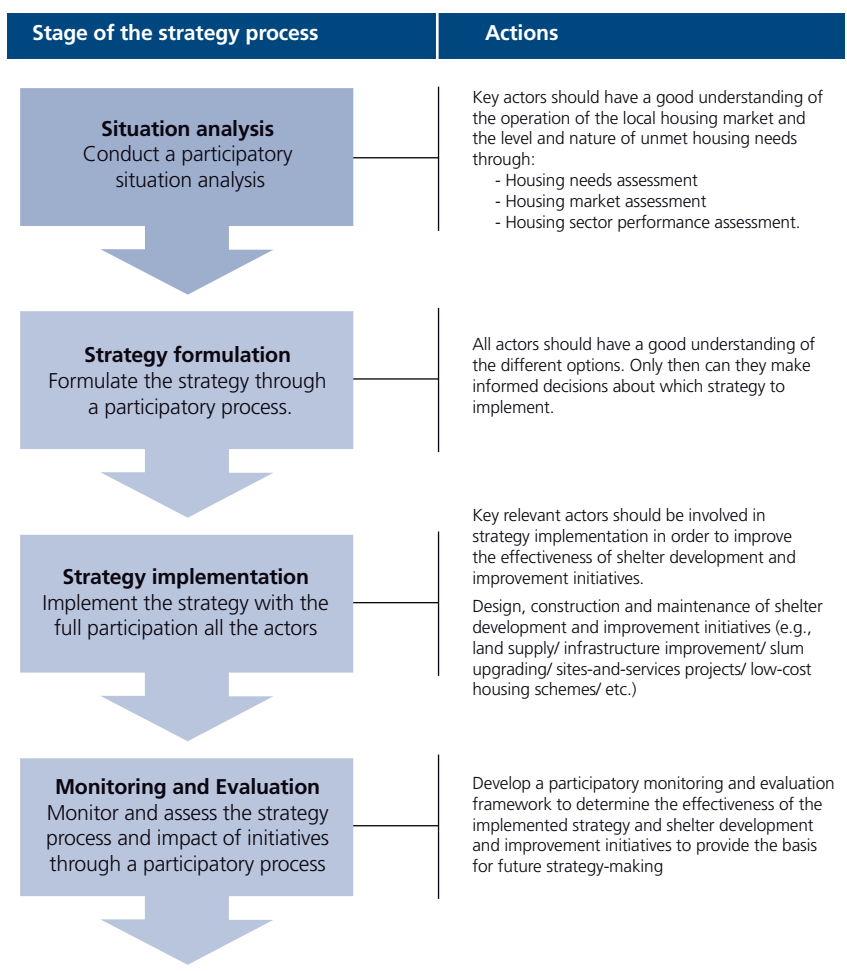 Stage of the strategy process
Actions
Situation analysis
Conduct a participatory
situation analysis
Key actors should have a good understanding of
the operation of the local housing market and
the level and nature of unmet housing needs
through:
- Housing needs assessment
- Housing market assessment
- Housing sector performance assessment.
Strategy formulation
Formulate the strategy through
a participatory process.
All actors should have a good understanding of
the different options. Only then can they make
informed decisions about which strategy to
implement.
Strategy implementation
Implement the strategy with the
full participation all the actors
Key relevant actors should be involved in
strategy implementation in order to improve
the effectiveness of shelter development and
improvement initiatives.
Design, construction and maintenance of shelter
development and improvement initiatives (e.g.,
land supply/ infrastructure improvement/ slum
upgrading/ sites-and-services projects/ low-cost
housing schemes/ etc.)
Monitoring and Evaluation
Monitor and assess the strategy
process and impact of initiatives
through a participatory process
Develop a participatory monitoring and evaluation
framework to determine the effectiveness of the
implemented strategy and shelter development
and improvement initiatives to provide the basis
for future strategy-making